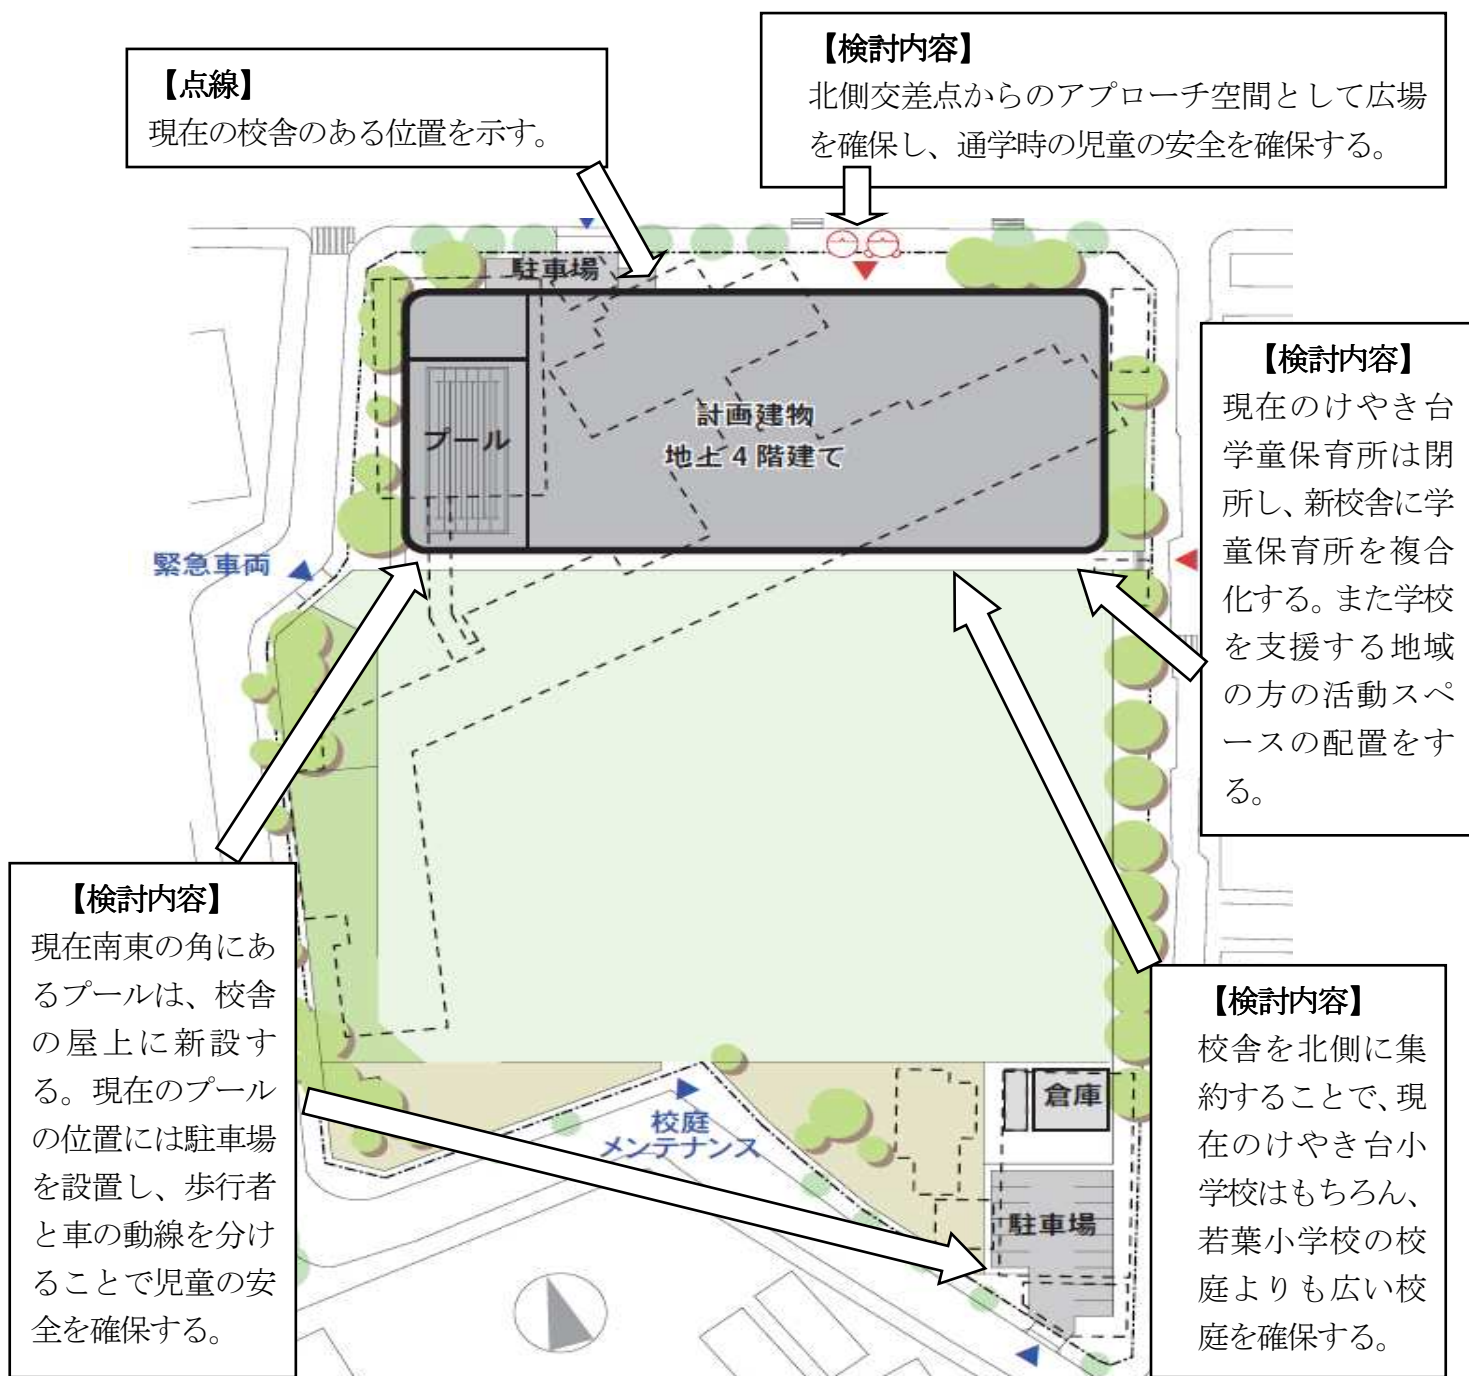 【点線】
現在の校舎のある位置を示す。
【検討内容】
北側交差点からのアプローチ空間として広場
を確保し、通学時の児童の安全を確保する。
駐車場
計画建物
地上4階建て
プール
緊急車両
【検討内容】
現在のけやき台
学童保育所は閉
所し、新校舎に学
童保育所を複合
化する。また学校
を支援する地域
の方の活動スペ
ースの配置をす
る。
【検討内容】
現在南東の角にあ
るプールは、校舎
の屋上に新設す
る。現在のプール
の位置には駐車場
を設置し、歩行者
と車の動線を分け
ることで児童の安
全を確保する。
校庭
メンテナンス
倉庫
駐車場
【検討内容】
校舎を北側に集
約することで、現
在のけやき台小
学校はもちろん、
若葉小学校の校
庭よりも広い校
庭を確保する。